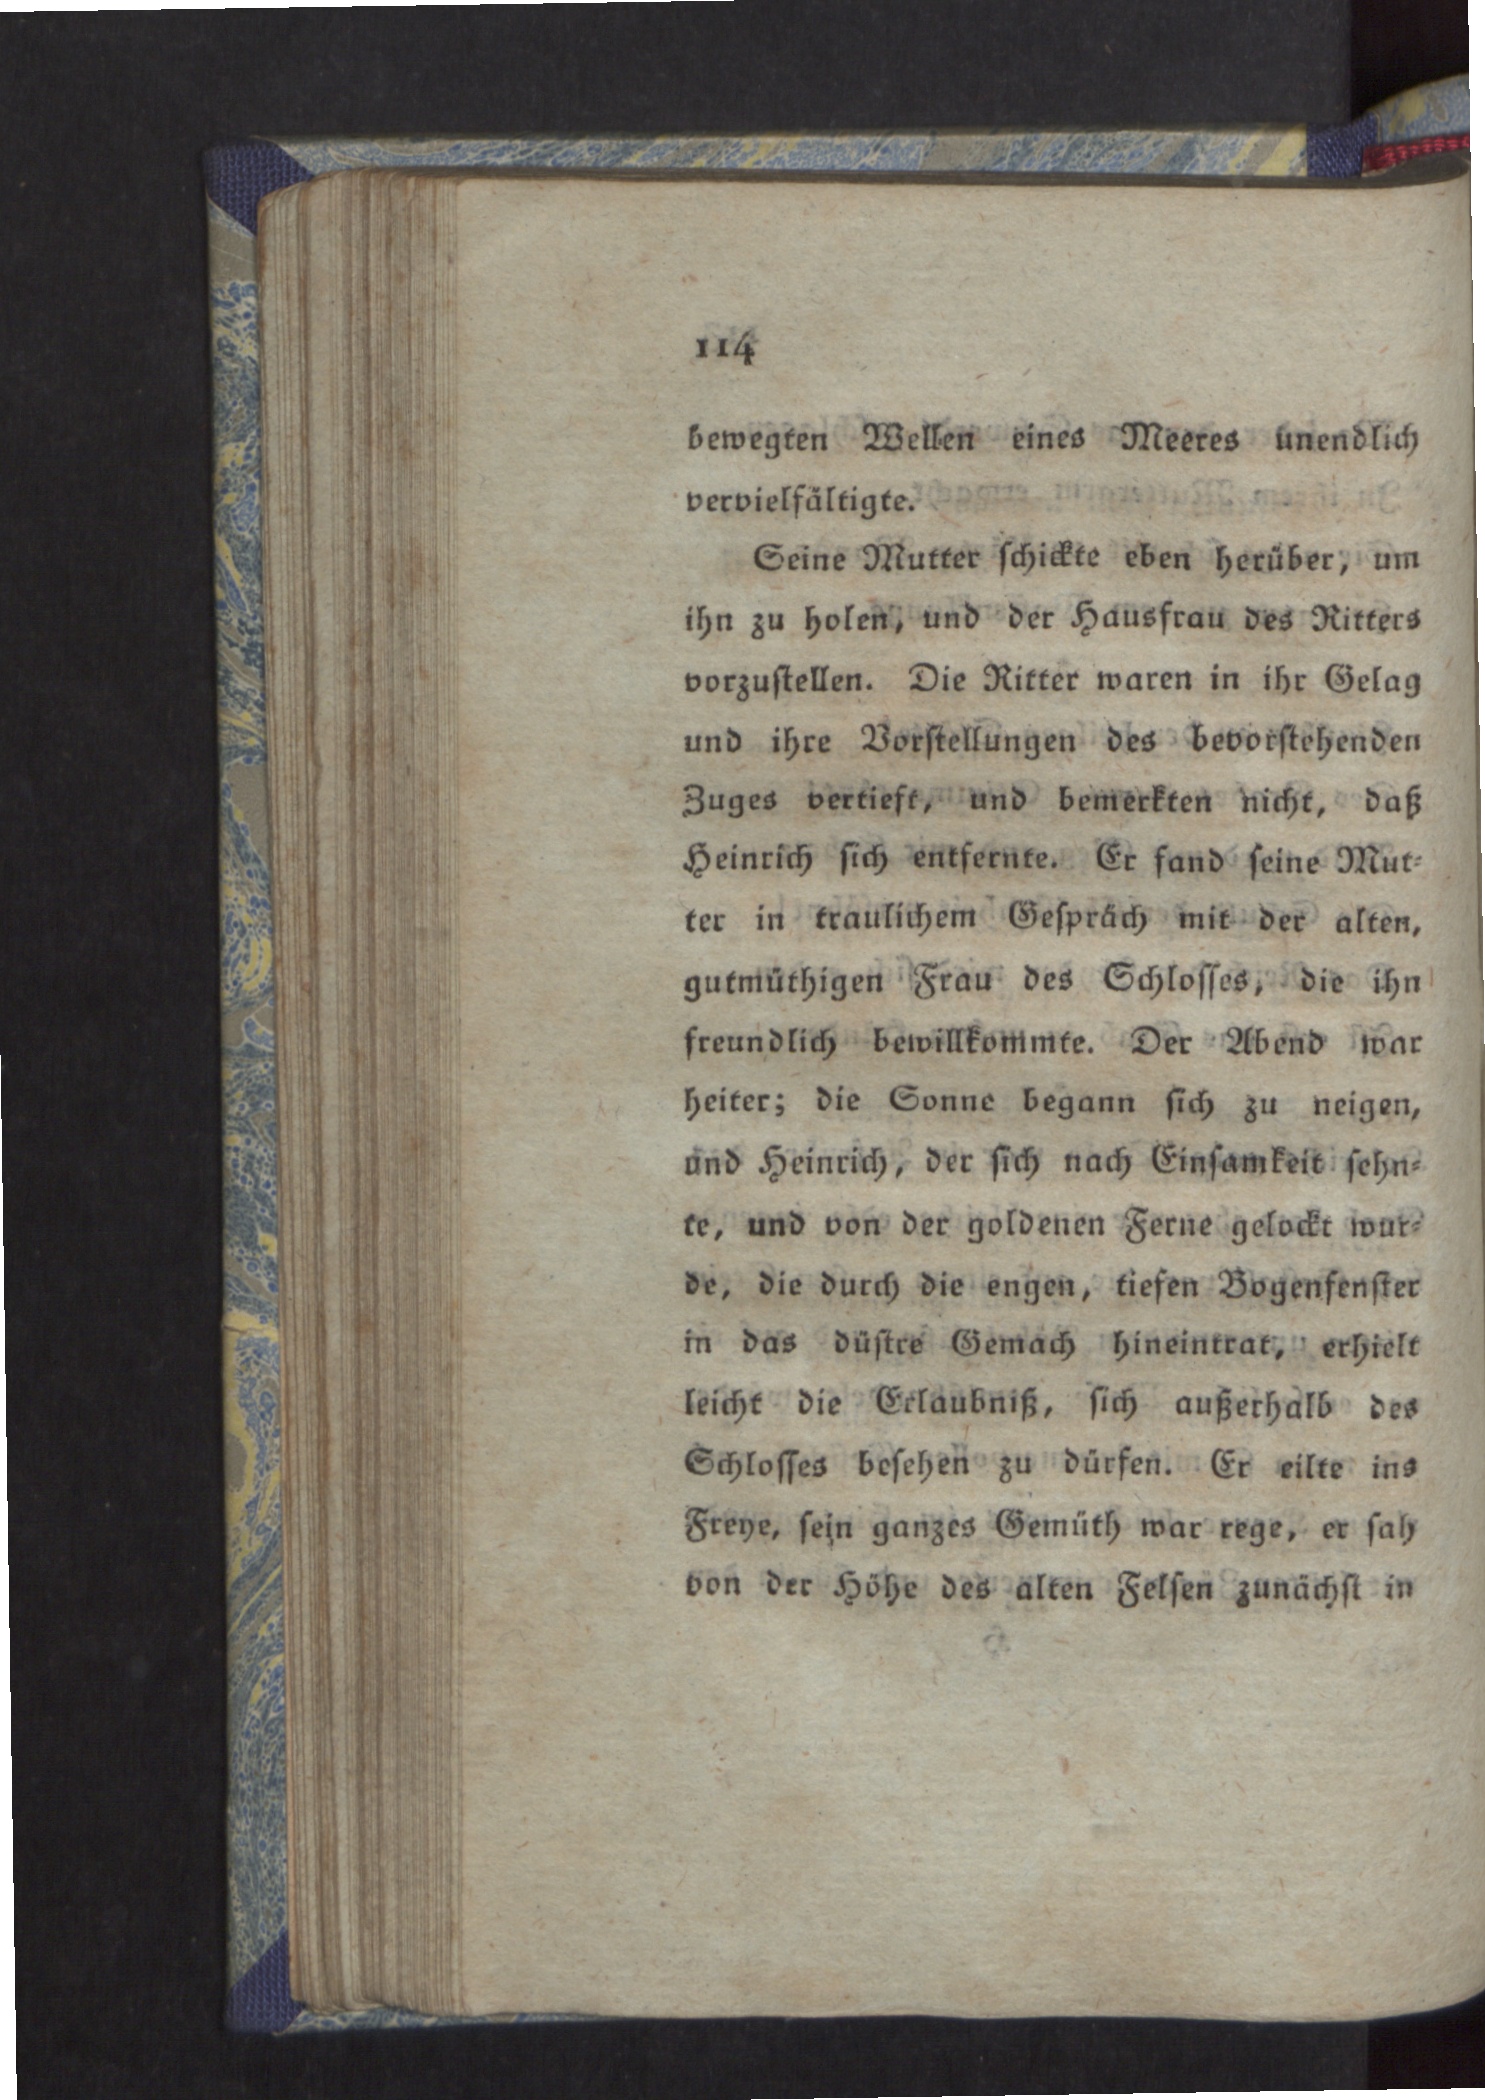 114
bewegten Wellen eines Meeres unendlich
vervielfältigte.
Seine Mutter ſchickte eben herüber, um
ihn zu holen, und der Hausfrau des Ritters
vorzuſtellen. Die Ritter waren in ihr Gelag
und ihre Vorſtellungen des bevorſtehenden
Zuges vertieft, und bemerkten nicht, daß
Heinrich ſich entfernte. Er fand ſeine Mut⸗
ter in traulichem Geſpräch mit der alten,
gutmüthigen Frau des Schloſſes, die ihn
freundlich bewillkommte. Der Abend war
heiter; die Sonne begann ſich zu neigen,
und Heinrich, der ſich nach Einſamkeit ſehn⸗
te, und von der goldenen Ferne gelockt wur⸗
de, die durch die engen, tiefen Bogenfenſter
in das düſtre Gemach hineintrat, erhielt
leicht die Erlaubniß, ſich außerhalb des
Schloſſes beſehen zu dürfen. Er eilte ins
Freye, ſein ganzes Gemüth war rege, er ſah
von der Höhe des alten Felſen zunächſt in